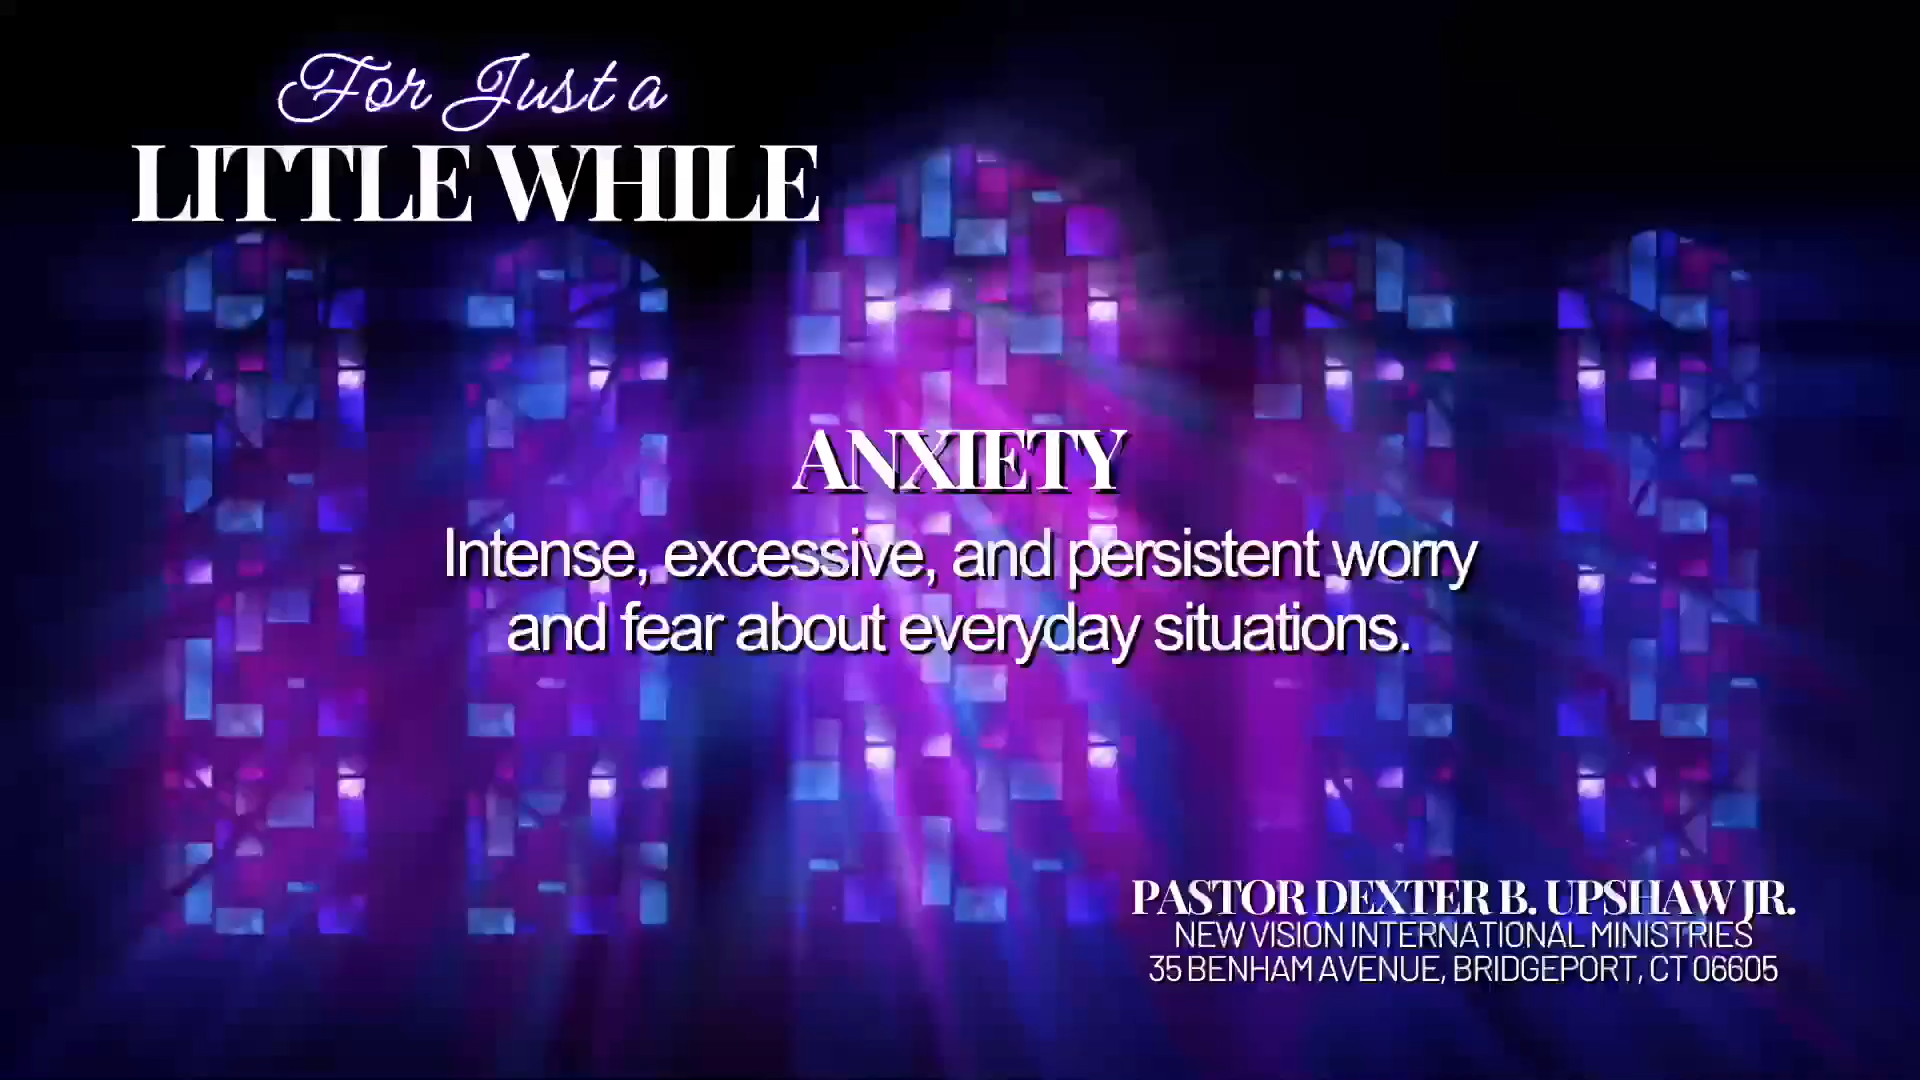 For Just a
LITTLE WHILE
ANXIETY
Intense, excessive, and persistent worry
and fear about everyday situations.
PASTOR DEXTER B. UPSHAW JR.
NEW VISION INTERNATIONAL MINISTRIES
35 BENHAM AVENUE, BRIDGEPORT, CT 06605